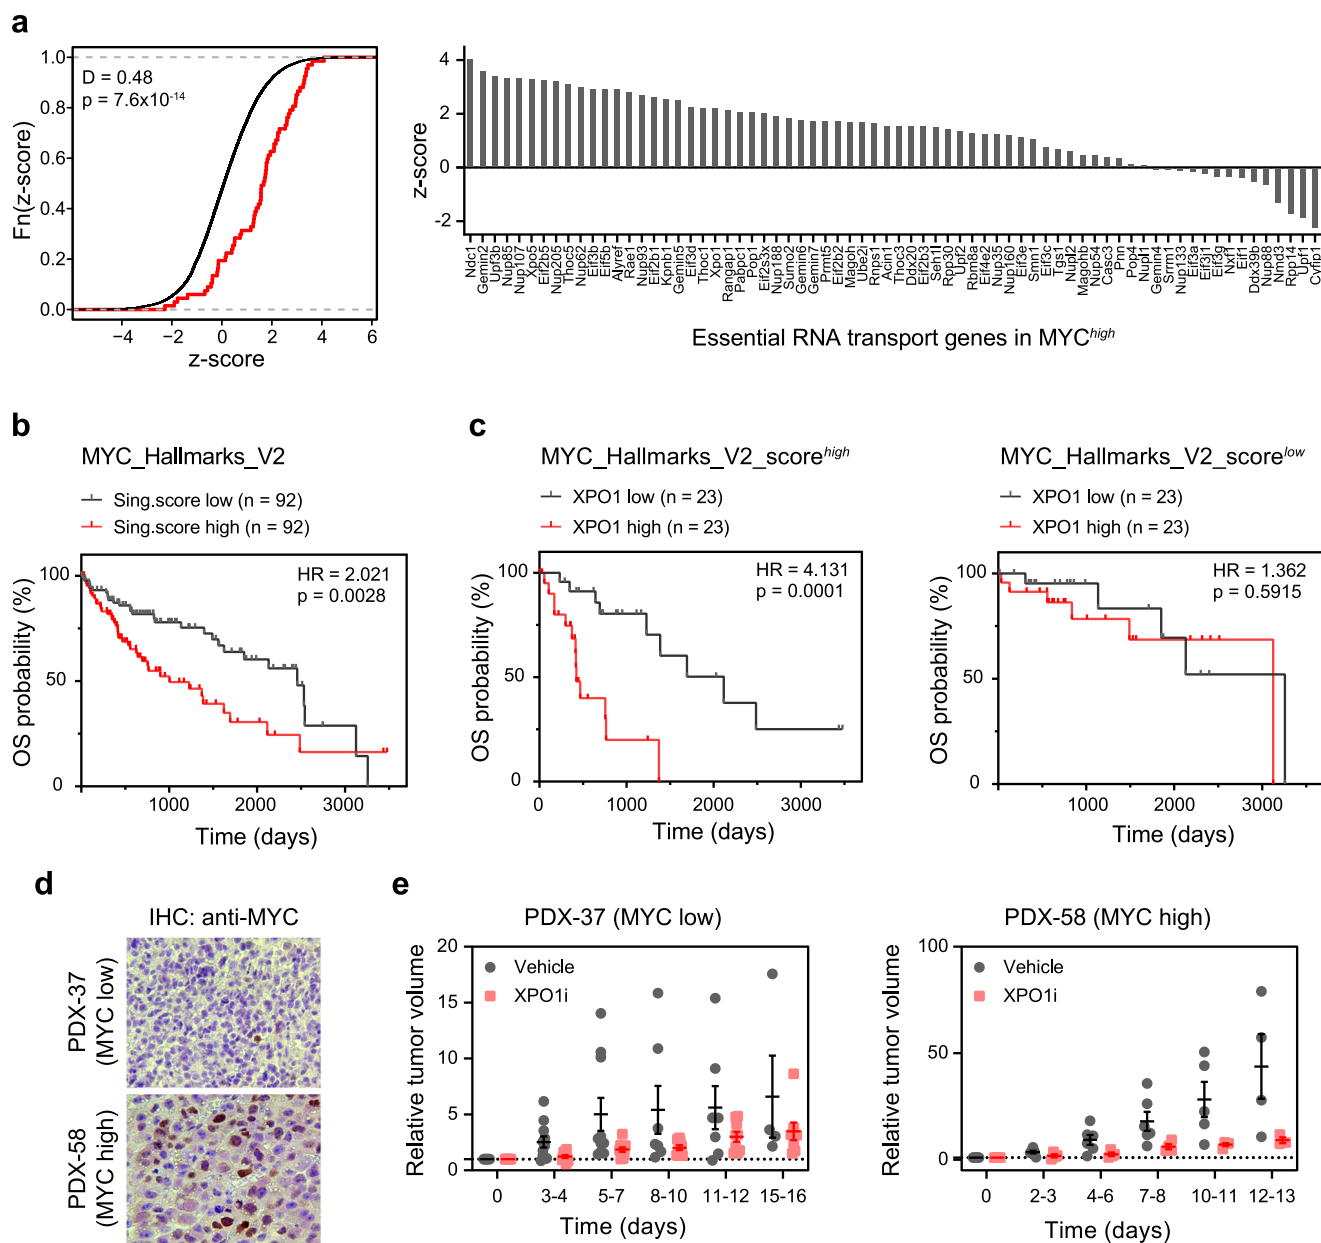 a
D = 0.48
p = 7.6x10⁻¹⁴
Fn(z-score)
1.0
0.8
0.6
0.4
0.2
0.0
−4
−2
0
2
4
6
z-score
z-score
4
2
0
-2
Ndc1
Gemin2
Upf3b
Nup85
Nup107
Xpo5
Eif2b5
Nup205
Thoc5
Nup62
Eif3b
Eif5b
Alyref
Rae1
Nup93
Eif2b1
Kpnb1
Gemin5
Eif3d
Thoc1
Xpo1
Rangap1
Pabpc1
Pop1
Eif2s3x
Nup188
Sumo2
Gemin6
Gemin7
Prmt5
Eif2b2
Magoh
Ube2i
Rnps1
Acin1
Thoc3
Ddx20
Eif2b3
Seh1l
Rpp30
Upf2
Rbm8a
Eif4e2
Nup35
Nup160
Eif3e
Smn1
Eif3c
Tgs1
Nupl2
Magohb
Nup54
Casc3
Pnn
Pop4
Nupl1
Gemin4
Srrm1
Nup133
Eif3a
Eif3i
Eif3g
Nxf1
Eif1
Ddx39b
Nup88
Nmd3
Rpp14
Upf1
Cyfip1
Essential RNA transport genes in MYC^high
b
MYC_Hallmarks_V2
Sing.score low (n = 92)
Sing.score high (n = 92)
HR = 2.021
p = 0.0028
OS probability (%)
100
50
0
1000
2000
3000
Time (days)
c
MYC_Hallmarks_V2_score^high
XPO1 low (n = 23)
XPO1 high (n = 23)
HR = 4.131
p = 0.0001
OS probability (%)
100
50
0
0
1000
2000
3000
Time (days)
MYC_Hallmarks_V2_score^low
XPO1 low (n = 23)
XPO1 high (n = 23)
HR = 1.362
p = 0.5915
OS probability (%)
100
50
0
1000
2000
3000
Time (days)
d
IHC: anti-MYC
PDX-37
(MYC low)
PDX-58
(MYC high)
e
PDX-37 (MYC low)
Vehicle
XPO1i
Relative tumor volume
20
15
10
5
0
0
3-4
5-7
8-10
11-12
15-16
Time (days)
PDX-58 (MYC high)
Vehicle
XPO1i
Relative tumor volume
100
50
0
0
2-3
4-6
7-8
10-11
12-13
Time (days)